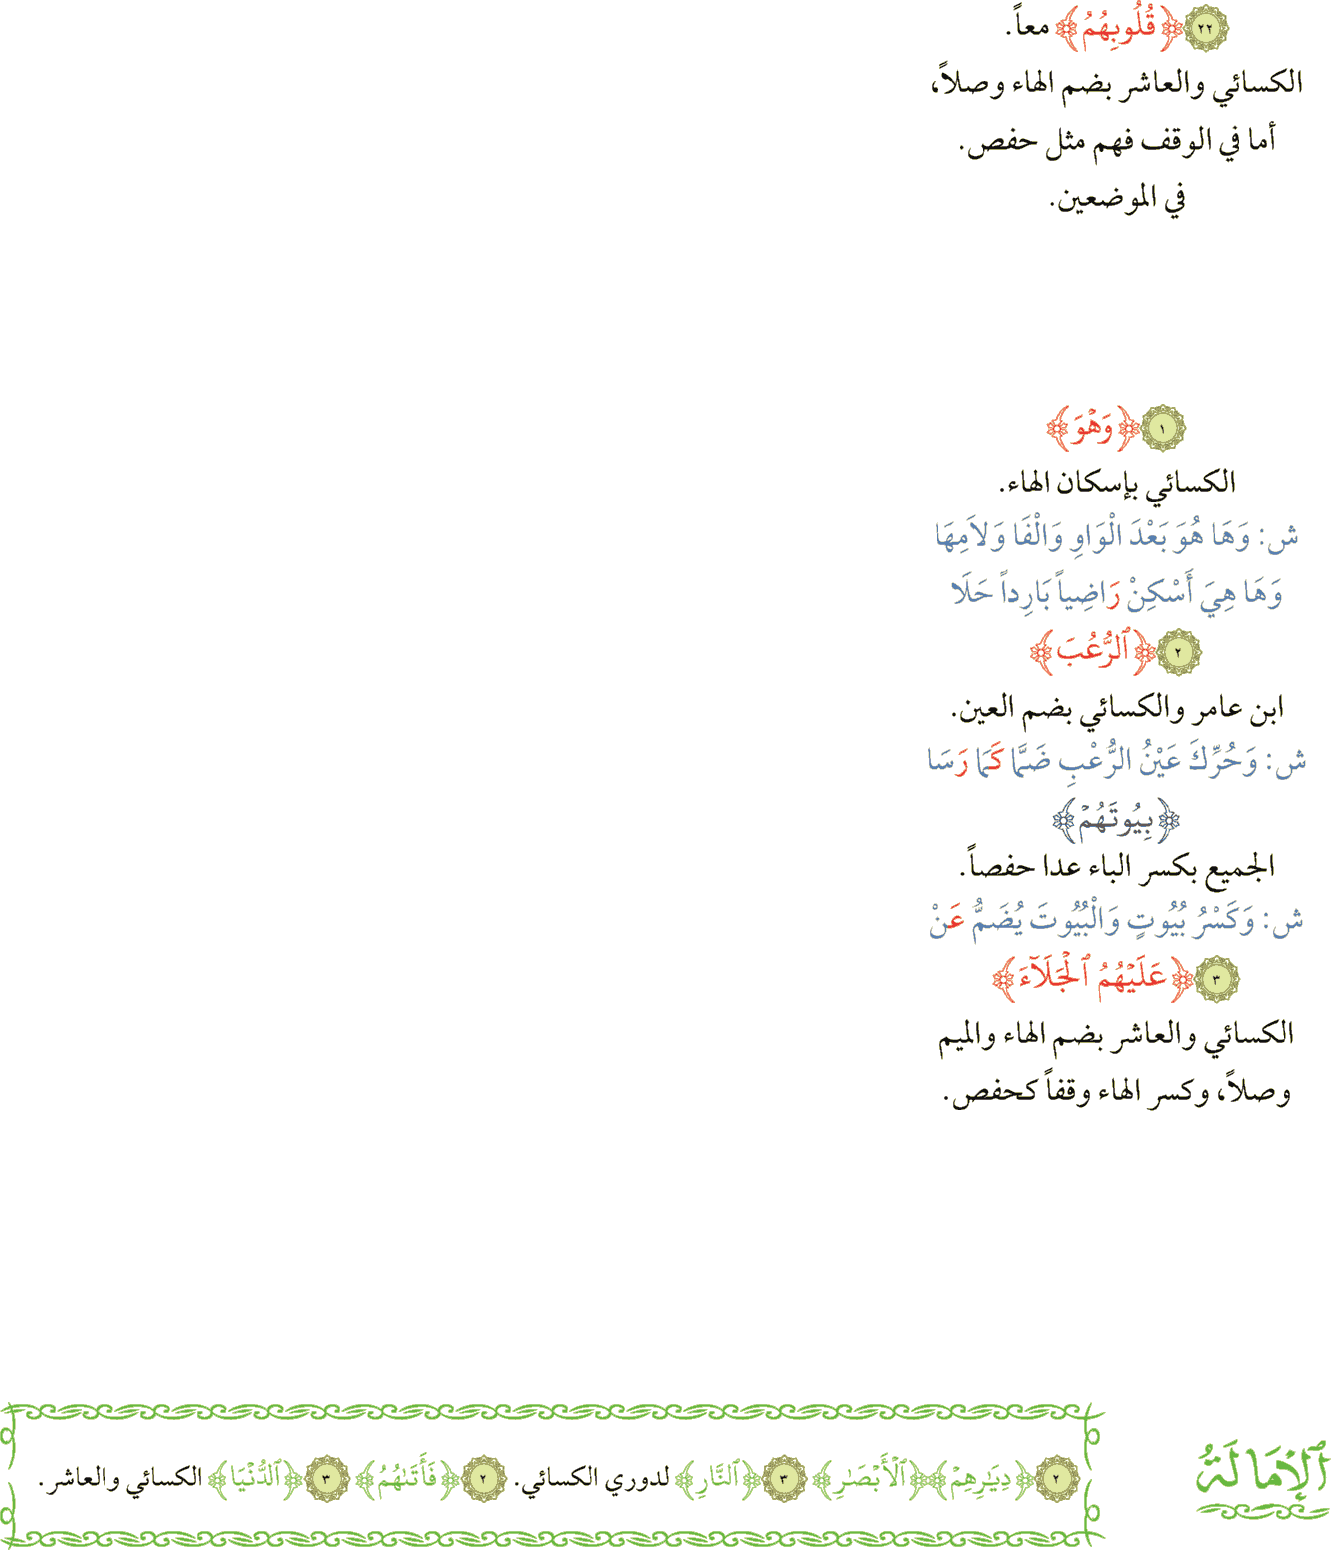 ٢٢ ﴿قُلُوبِهُمُ﴾ معاً.
الكسائي والعاشر بضم الهاء وصلاً،
أما في الوقف فهم مثل حفص.
في الموضعين.
١ ﴿وَهْوَ﴾
الكسائي بإسكان الهاء.
ش: وَهَا هُوَ بَعْدَ الْوَاوِ وَالْفَا وَلاَمِهَا
وَهَا هِيَ أَسْكِنْ رَاضِياً بَارِداً حَلَا
٢ ﴿ٱلرُّعُبَ﴾
ابن عامر والكسائي بضم العين.
ش: وَحُرِّكَ عَيْنُ الرُّعْبِ ضَمًّا كَمَا رَسَا
﴿بِيُوتَهُمْ﴾
الجميع بكسر الباء عدا حفصاً.
ش: وَكَسْرُ بُيُوتٍ وَالْبُيُوتَ يُضَمُّ عَنْ
٣ ﴿عَلَيْهُمُ ٱلْجَلَآءَ﴾
الكسائي والعاشر بضم الهاء والميم
وصلاً، وكسر الهاء وقفاً كحفص.
ٱلْإِمَالَةُ
٢ ﴿دِيَٰرِهِمْ﴾ ﴿ٱلْأَبْصَٰرِ﴾ ٣ ﴿ٱلنَّارِ﴾ لدوري الكسائي. ٢ ﴿فَأَتَىٰهُمُ﴾ ٣ ﴿ٱلدُّنْيَا﴾ الكسائي والعاشر.